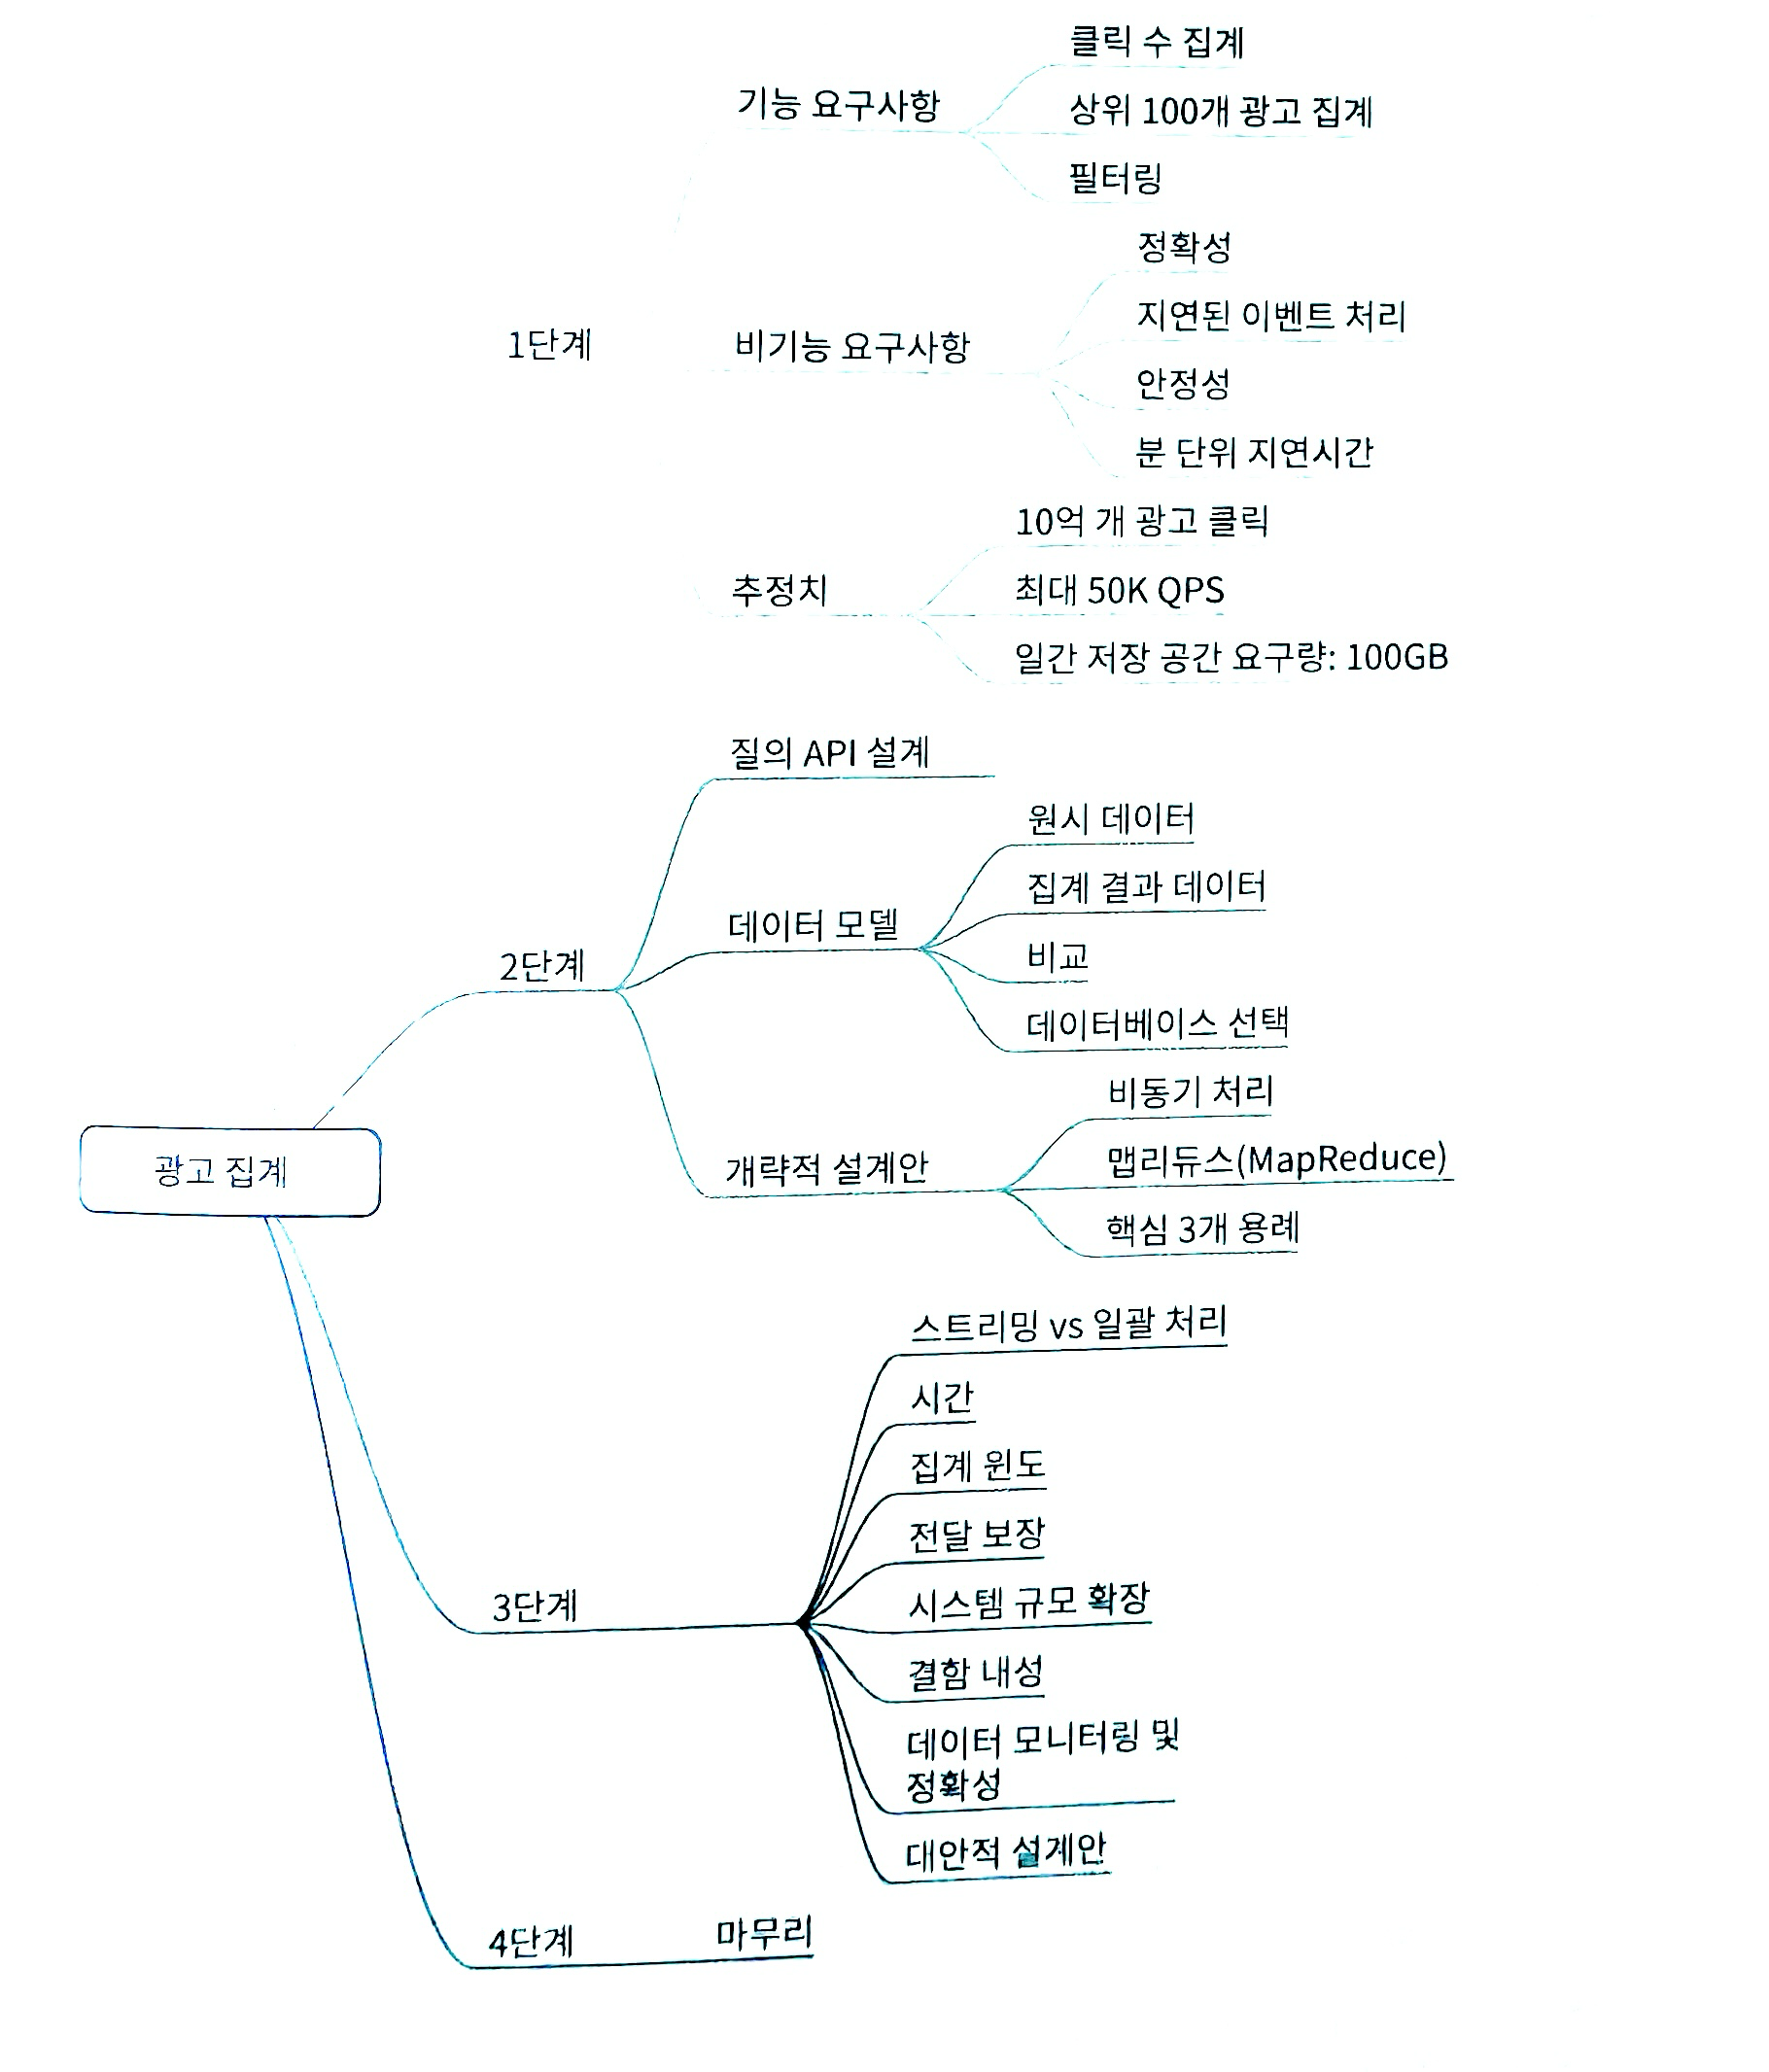 클릭 수 집계
기능 요구사항
상위 100개 광고 집계
필터링
정확성
지연된 이벤트 처리
1단계
비기능 요구사항
안정성
분 단위 지연시간
10억 개 광고 클릭
추정치
최대 50K QPS
일간 저장 공간 요구량: 100GB
질의 API 설계
원시 데이터
집계 결과 데이터
데이터 모델
2단계
비교
데이터베이스 선택
비동기 처리
광고 집계
개략적 설계안
맵리듀스(MapReduce)
핵심 3개 용례
스트리밍 vs 일괄 처리
시간
집계 윈도
전달 보장
3단계
시스템 규모 확장
결함 내성
데이터 모니터링 및
정확성
대안적 설계안
4단계
마무리